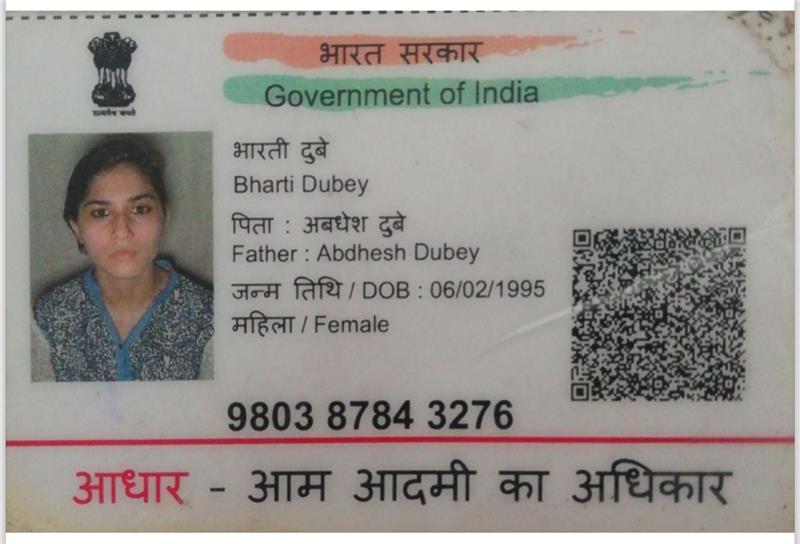 भारत सरकार
Government of India
सत्यमेव जयते
भारती दुबे
Bharti Dubey
पिता : अबधेश दुबे
Father : Abdhesh Dubey
जन्म तिथि / DOB : 06/02/1995
महिला / Female
9803 8784 3276
आधार - आम आदमी का अधिकार